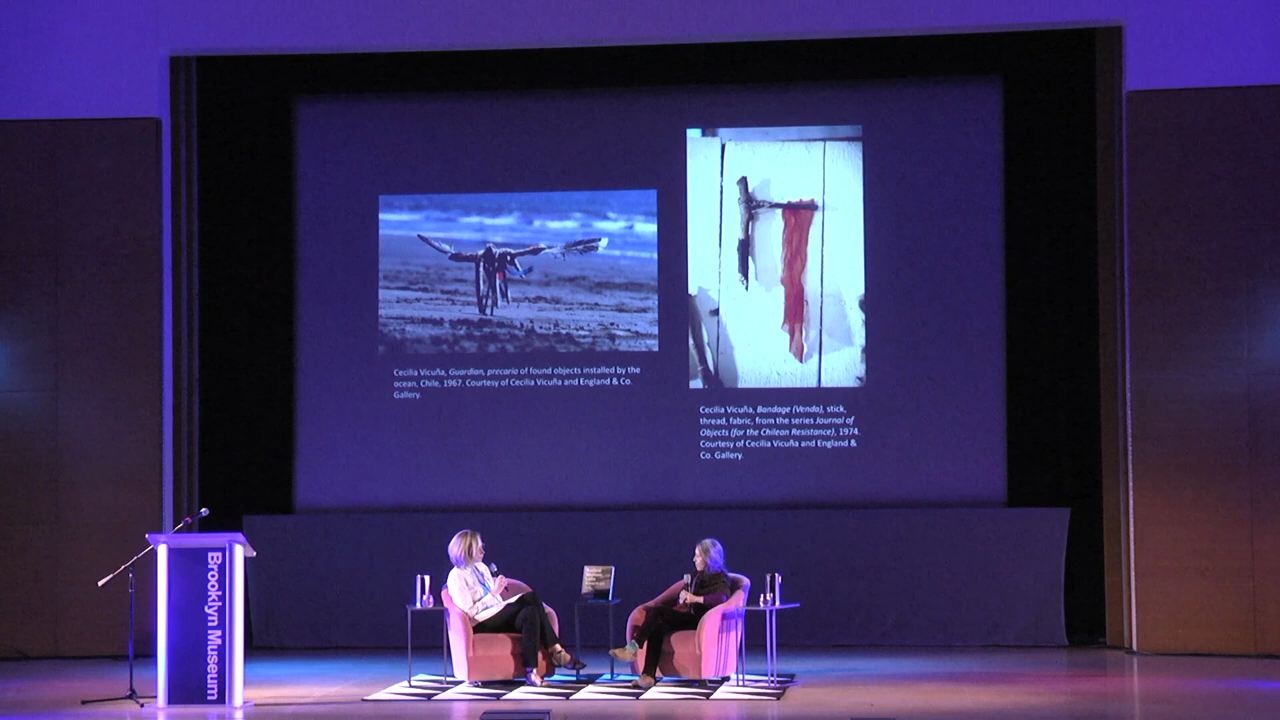 Cecilia Vicuña, Guardian, precario of found objects installed by the
ocean, Chile, 1967. Courtesy of Cecilia Vicuña and England & Co.
Gallery.
Cecilia Vicuña, Bandage (Venda), stick,
thread, fabric, from the series Journal of
Objects (for the Chilean Resistance), 1974.
Courtesy of Cecilia Vicuña and England &
Co. Gallery.
Brooklyn Museum